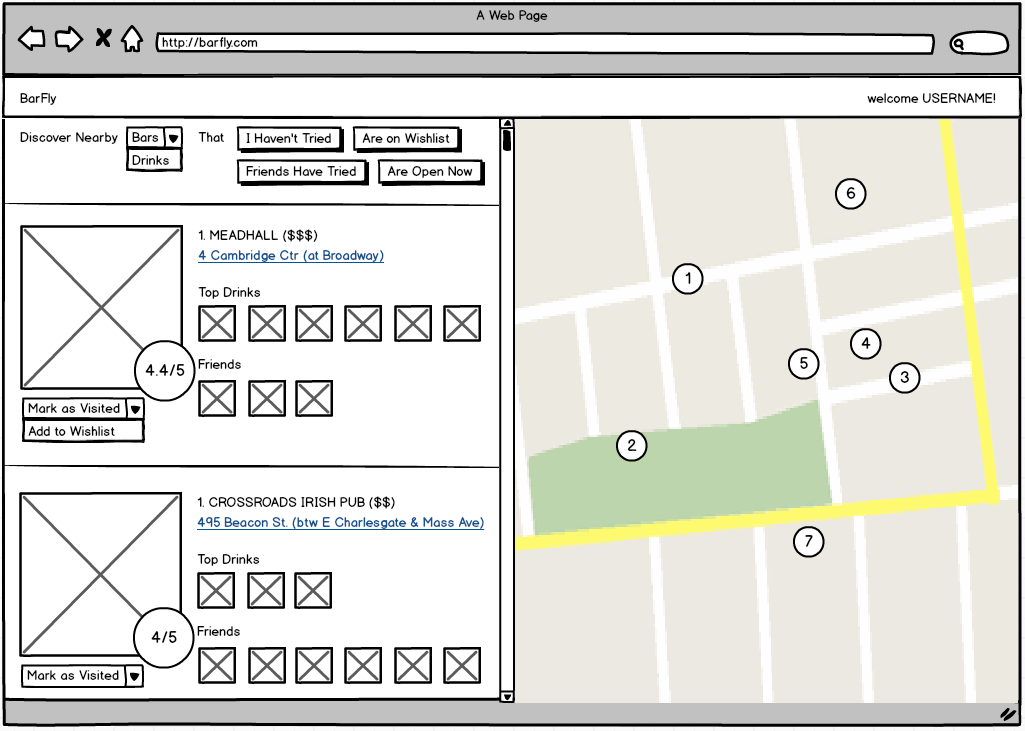 A Web Page
http://barfly.com
BarFly
welcome USERNAME!
Discover Nearby
Bars
Drinks
That
I Haven't Tried
Are on Wishlist
Friends Have Tried
Are Open Now
1. MEADHALL ($$$)
4 Cambridge Ctr (at Broadway)
Top Drinks
4.4/5
Friends
Mark as Visited
Add to Wishlist
1. CROSSROADS IRISH PUB ($$)
495 Beacon St. (btw E Charlesgate & Mass Ave)
Top Drinks
4/5
Friends
Mark as Visited
6
1
4
5
3
2
7